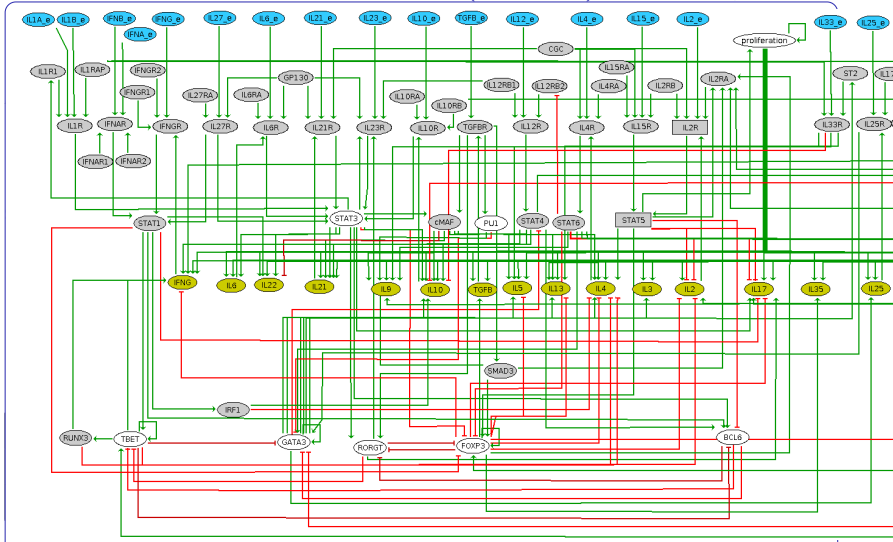 IL1A_e IL1B_e IFNB_e IFNG_e IL27_e IL6_e IL21_e IL23_e IL10_e TGFB_e IL12_e IL4_e IL15_e IL2_e IL33_e IL25_e
IFNA_e
proliferation
CGC
IL1R1 IL1RAP IFNGR2 GP130 IL15RA IL2RA ST2
IFNGR1 IL27RA IL6RA IL10RA IL10RB IL12RB1 IL12RB2 IL4RA IL2RB
IL1R IFNAR IFNGR IL27R IL6R IL21R IL23R IL10R TGFBR IL12R IL4R IL15R IL2R IL33R IL25R
IFNAR1 IFNAR2
STAT1 STAT3 cMAF PU1 STAT4 STAT6 STAT5
IFNG IL6 IL22 IL21 IL9 IL10 TGFB IL5 IL13 IL4 IL3 IL2 IL17 IL35 IL25
SMAD3
IRF1
RUNX3 TBET GATA3 RORGT FOXP3 BCL6